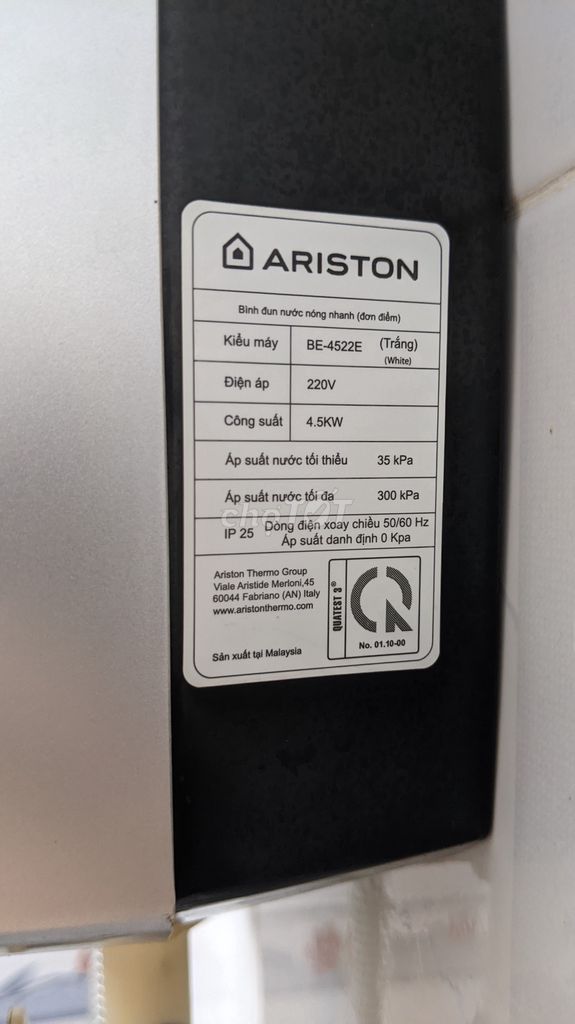 ARISTON
Bình đun nước nóng nhanh (đơn điểm)
Kiểu máy BE-4522E (Trắng)
(White)
Điện áp 220V
Công suất 4.5KW
Áp suất nước tối thiểu 35 kPa
Áp suất nước tối đa 300 kPa
chợTỐT
IP 25 Dòng điện xoay chiều 50/60 Hz
Áp suất danh định 0 Kpa
Ariston Thermo Group
Viale Aristide Merloni,45
60044 Fabriano (AN) Italy
www.aristonthermo.com
Sản xuất tại Malaysia
QUATEST 3®
No. 01.10-00